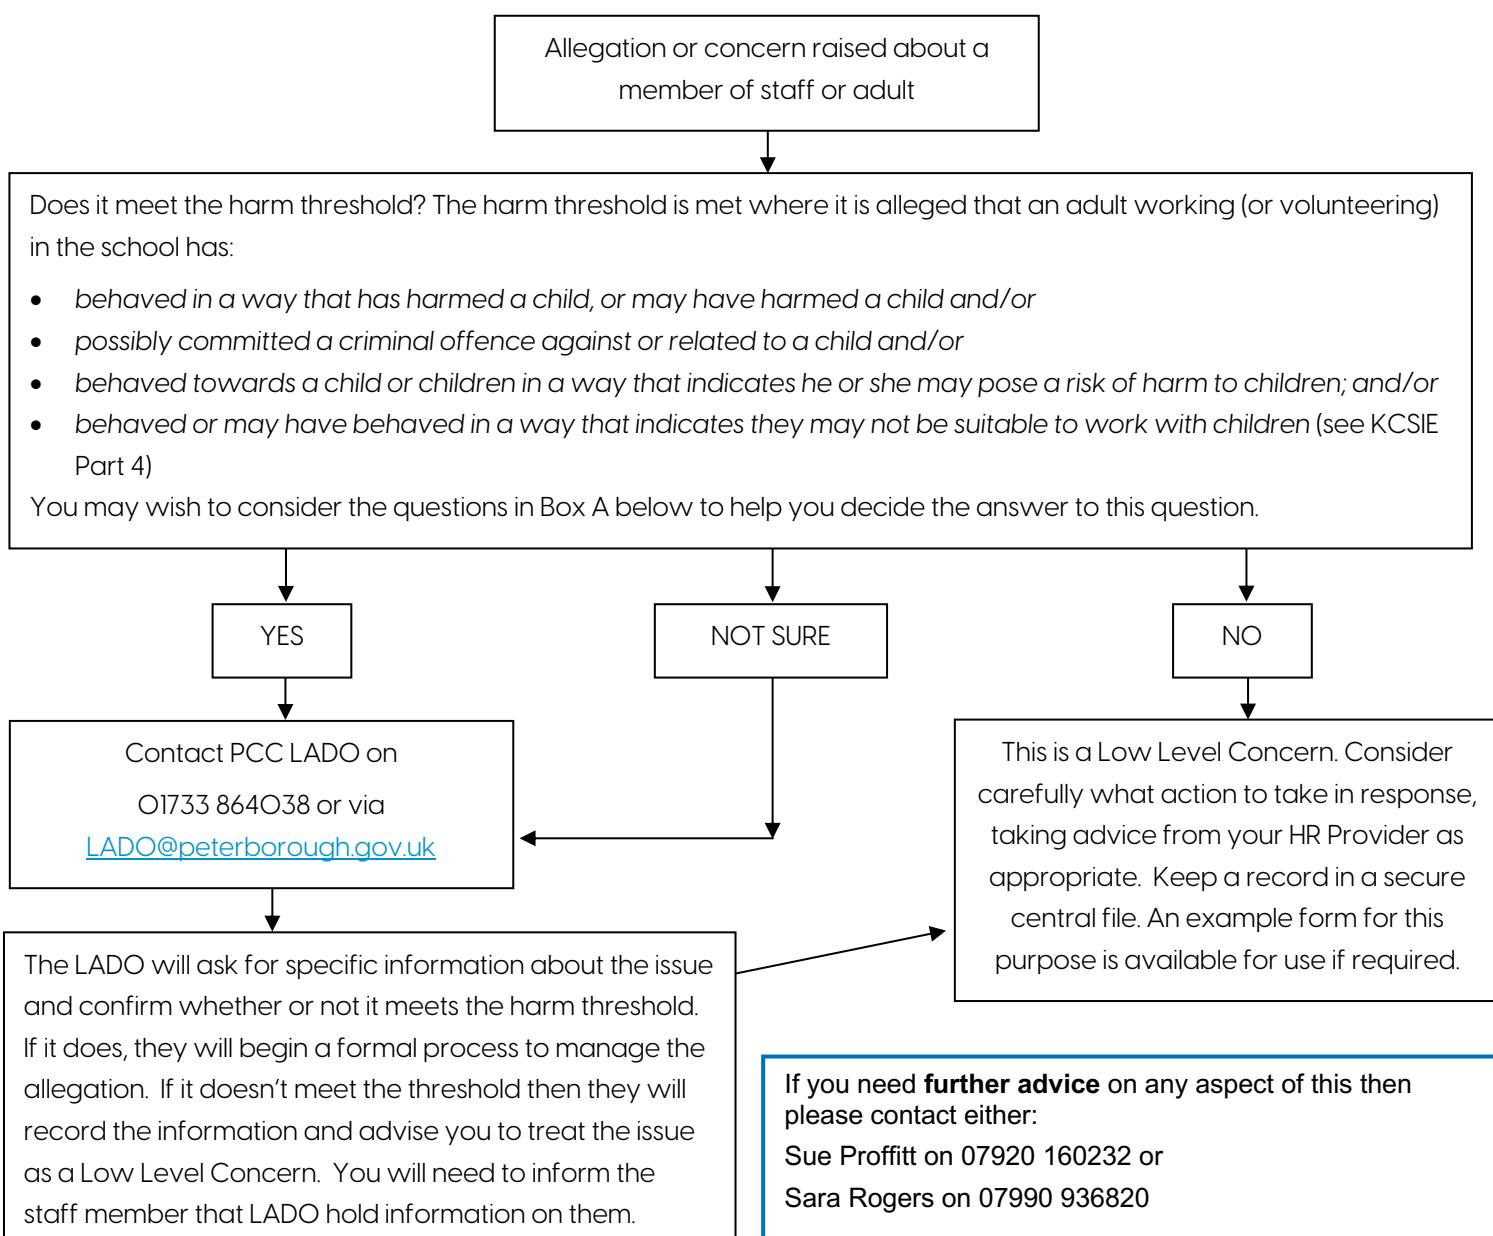 Allegation or concern raised about a
member of staff or adult
Does it meet the harm threshold? The harm threshold is met where it is alleged that an adult working (or volunteering)
in the school has:
• behaved in a way that has harmed a child, or may have harmed a child and/or
• possibly committed a criminal offence against or related to a child and/or
• behaved towards a child or children in a way that indicates he or she may pose a risk of harm to children; and/or
• behaved or may have behaved in a way that indicates they may not be suitable to work with children (see KCSIE
Part 4)
You may wish to consider the questions in Box A below to help you decide the answer to this question.
YES
NOT SURE
NO
Contact PCC LADO on
01733 864038 or via
LADO@peterborough.gov.uk
This is a Low Level Concern. Consider
carefully what action to take in response,
taking advice from your HR Provider as
appropriate. Keep a record in a secure
central file. An example form for this
purpose is available for use if required.
The LADO will ask for specific information about the issue
and confirm whether or not it meets the harm threshold.
If it does, they will begin a formal process to manage the
allegation. If it doesn't meet the threshold then they will
record the information and advise you to treat the issue
as a Low Level Concern. You will need to inform the
staff member that LADO hold information on them.
If you need further advice on any aspect of this then
please contact either:
Sue Proffitt on 07920 160232 or
Sara Rogers on 07990 936820